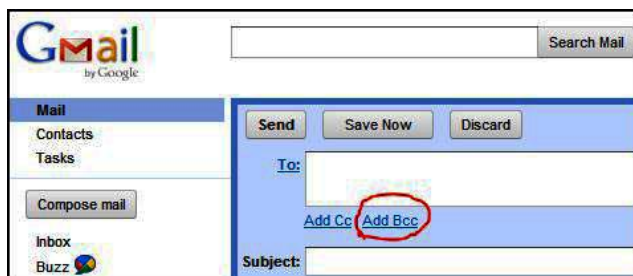 Gmail
by Google
Search Mail
Mail
Contacts
Tasks
Compose mail
Inbox
Buzz
Send Save Now Discard
To:
Add Cc Add Bcc
Subject: